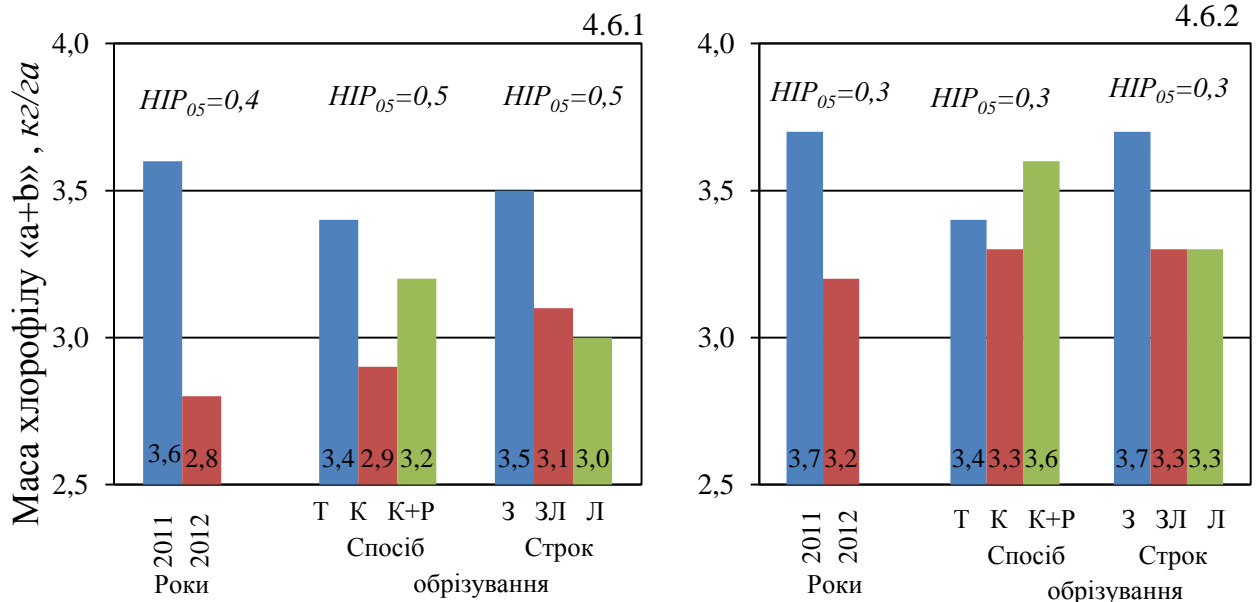 4.6.1
Маса хлорофілу «a+b» , кг/га
4,0
3,5
3,0
2,5
НІР05=0,4
НІР05=0,5
НІР05=0,5
3,6 2,8
3,4 2,9 3,2
3,5 3,1 3,0
2011
2012
Т К К+Р
З ЗЛ Л
Роки
Спосіб
Строк
обрізування
4.6.2
4,0
3,5
3,0
2,5
НІР05=0,3
НІР05=0,3
НІР05=0,3
3,7 3,2
3,4 3,3 3,6
3,7 3,3 3,3
2011
2012
Т К К+Р
З ЗЛ Л
Роки
Спосіб
Строк
обрізування